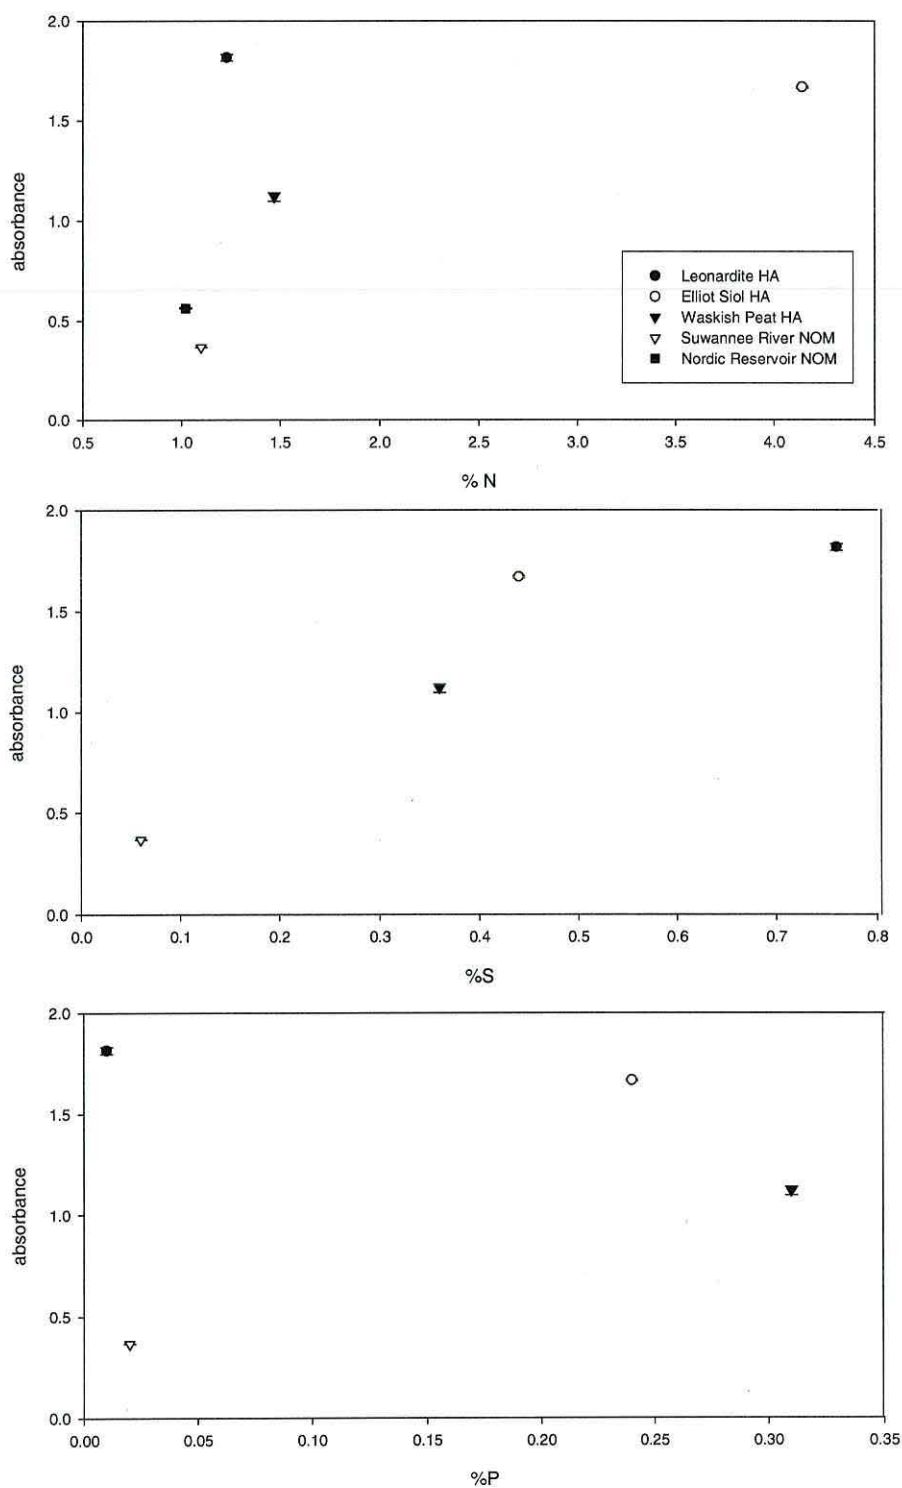 2.0
1.5
1.0
0.5
0.0
absorbance
Leonardite HA
Elliot Siol HA
Waskish Peat HA
Suwannee River NOM
Nordic Reservoir NOM
0.5 1.0 1.5 2.0 2.5 3.0 3.5 4.0 4.5
% N
2.0
1.5
1.0
0.5
0.0
absorbance
0.0 0.1 0.2 0.3 0.4 0.5 0.6 0.7 0.8
%S
2.0
1.5
1.0
0.5
0.0
absorbance
0.00 0.05 0.10 0.15 0.20 0.25 0.30 0.35
%P